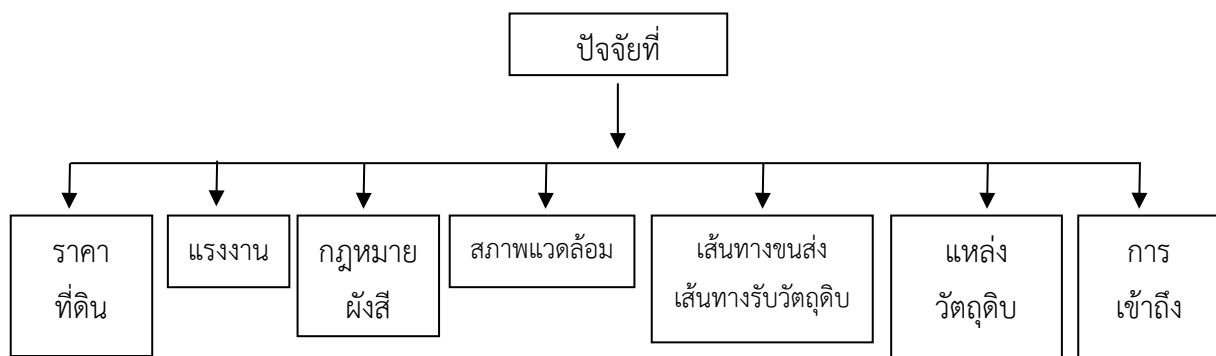 ปัจจัยที่
ราคา
ที่ดิน
แรงงาน
กฎหมาย
ผังสี
สภาพแวดล้อม
เส้นทางขนส่ง
เส้นทางรับวัตถุดิบ
แหล่ง
วัตถุดิบ
การ
เข้าถึง